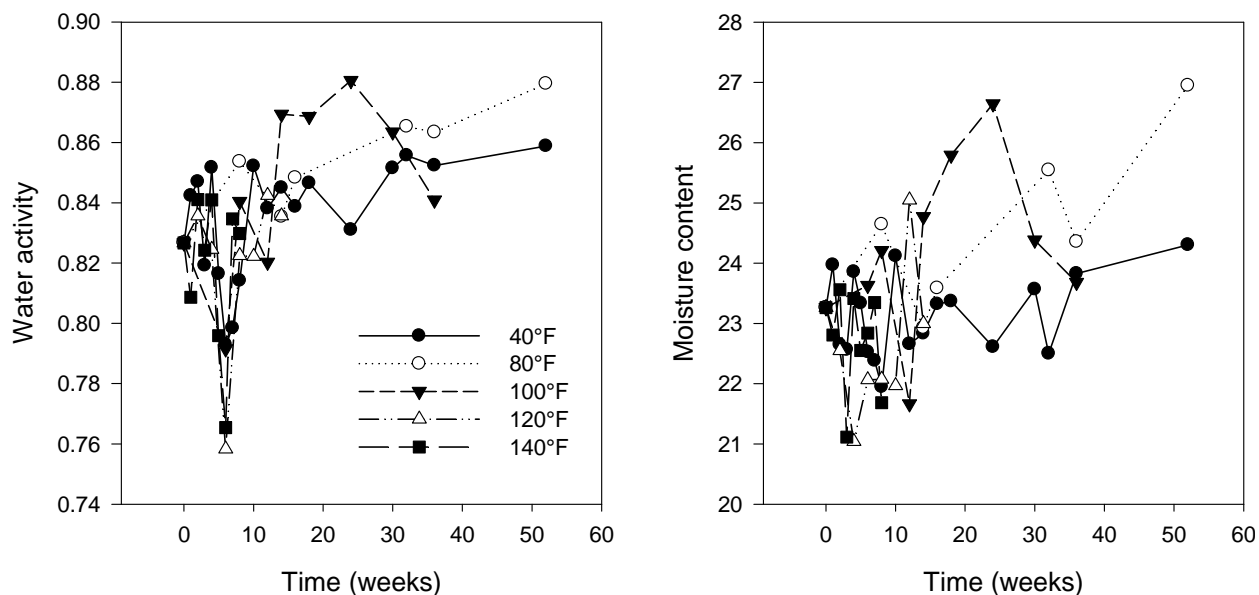 0.90
0.88
0.86
0.84
0.82
0.80
0.78
0.76
0.74
Water activity
0 10 20 30 40 50 60
Time (weeks)
40°F
80°F
100°F
120°F
140°F
28
27
26
25
24
23
22
21
20
Moisture content
0 10 20 30 40 50 60
Time (weeks)